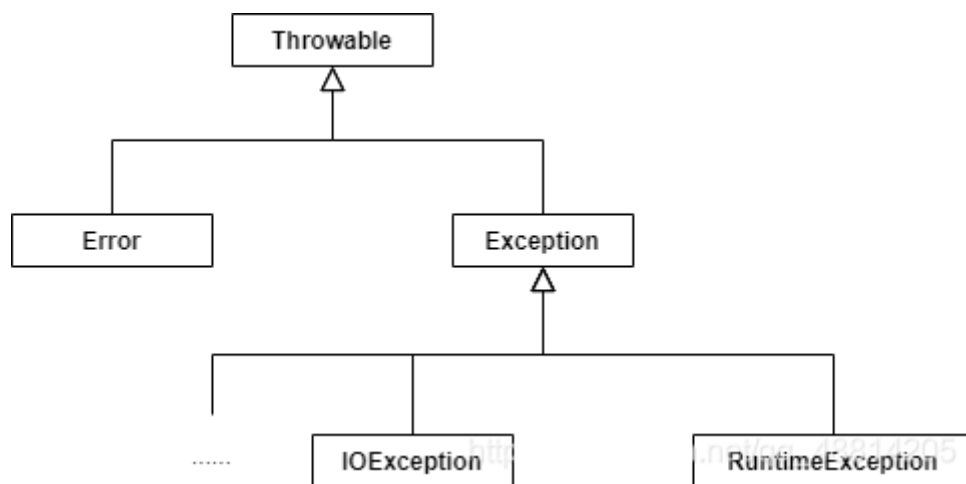 Throwable
Error
Exception
......
IOException
RuntimeException